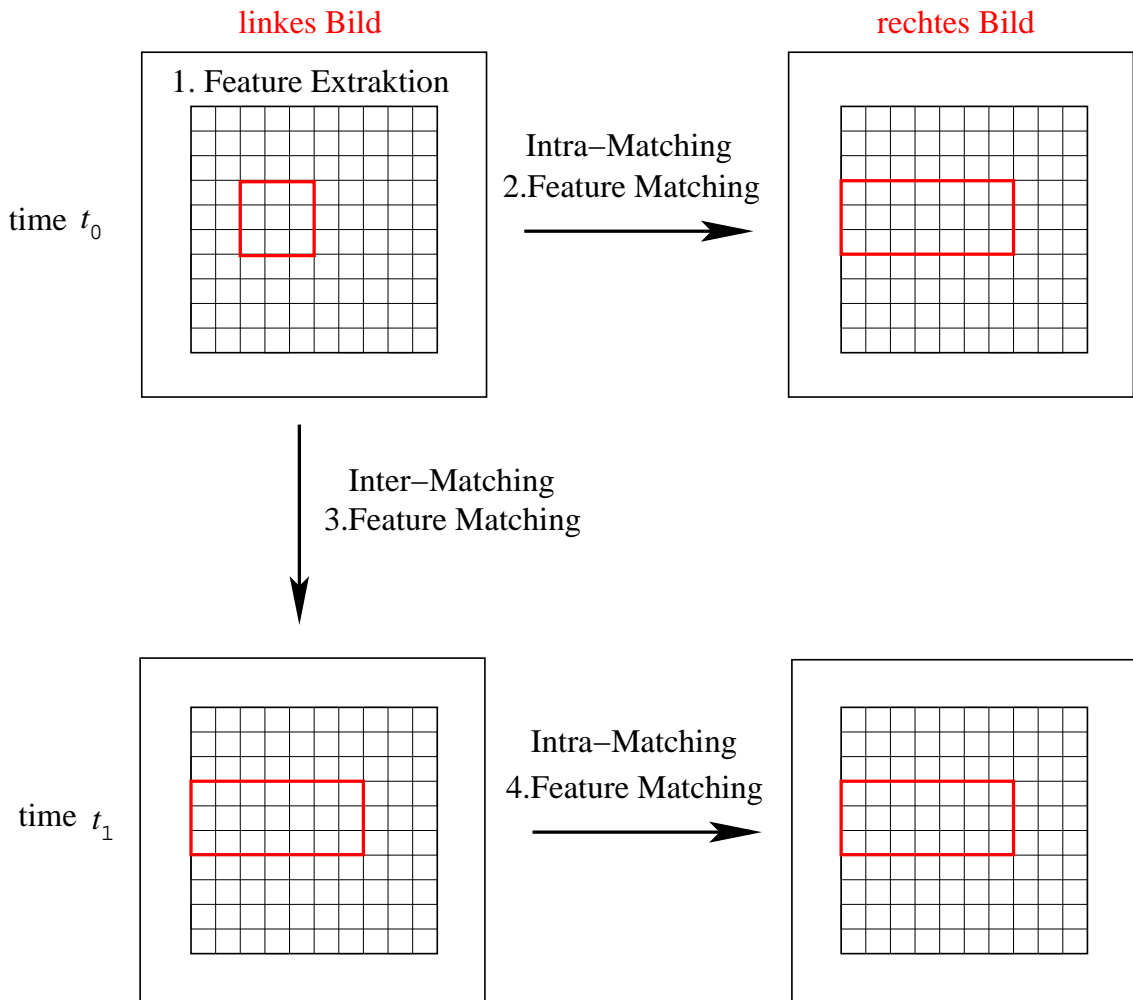 linkes Bild
rechtes Bild
1. Feature Extraktion
Intra−Matching
2.Feature Matching
time t₀
Inter−Matching
3.Feature Matching
Intra−Matching
4.Feature Matching
time t₁